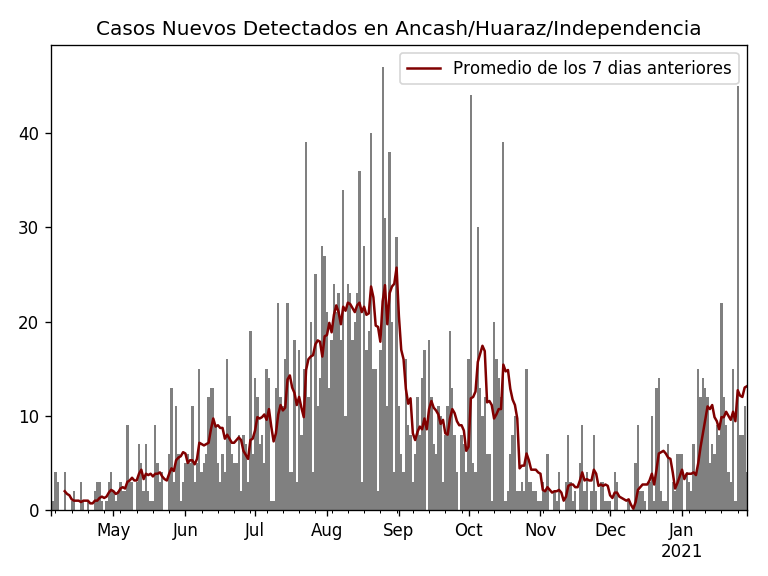 Casos Nuevos Detectados en Ancash/Huaraz/Independencia
Promedio de los 7 dias anteriores
40
30
20
10
0
May Jun Jul Aug Sep Oct Nov Dec Jan
2021